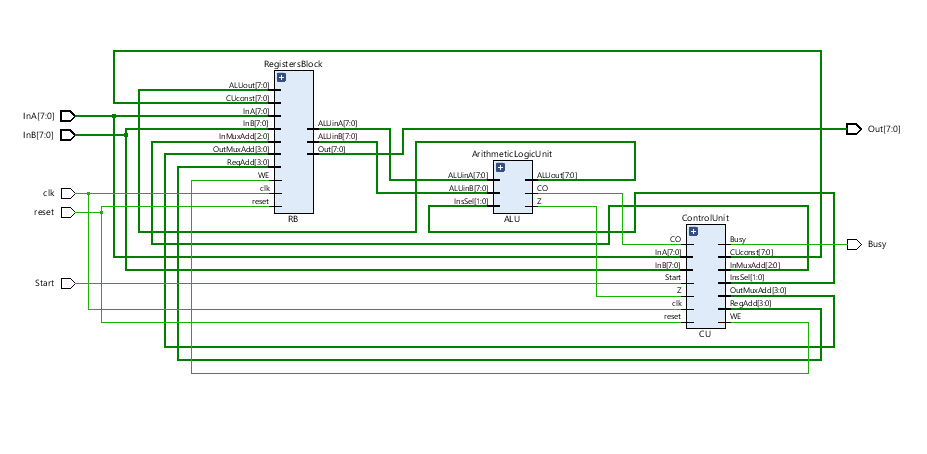 RegistersBlock
ALUout[7:0]
CUconst[7:0]
InA[7:0]
InB[7:0]
InMuxAdd[2:0]
OutMuxAdd[3:0]
RegAdd[3:0]
WE
clk
reset
ALUinA[7:0]
ALUinB[7:0]
Out[7:0]
RB
InA[7:0]
InB[7:0]
clk
reset
Start
ArithmeticLogicUnit
ALUinA[7:0]
ALUinB[7:0]
InsSel[1:0]
ALUout[7:0]
CO
Z
ALU
ControlUnit
CO
InA[7:0]
InB[7:0]
Start
Z
clk
reset
Busy
CUconst[7:0]
InMuxAdd[2:0]
InsSel[1:0]
OutMuxAdd[3:0]
RegAdd[3:0]
WE
CU
Out[7:0]
Busy